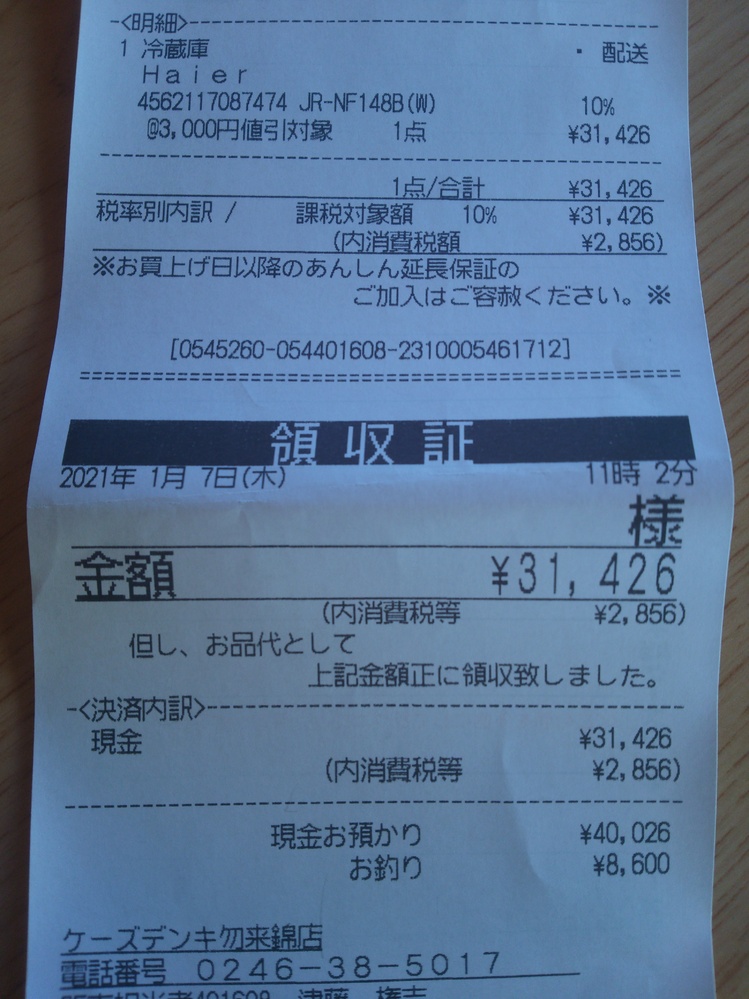 -<明細>--------------------
1 冷蔵庫 ・ 配送
Ｈａｉｅｒ
4562117087474 JR-NF148B(W) 10%
@3,000円値引対象 1点 ¥31,426
1点/合計 ¥31,426
税率別内訳 / 課税対象額 10% ¥31,426
(内消費税額 ¥2,856)
※お買上げ日以降のあんしん延長保証の
ご加入はご容赦ください。※
[0545260-054401608-2310005461712]
領収証
2021年 1月 7日(木) 11時 2分
様
金額 ¥31,426
(内消費税等 ¥2,856)
但し、お品代として
上記金額正に領収致しました。
-<決済内訳>--------------------
現金 ¥31,426
(内消費税等 ¥2,856)
現金お預かり ¥40,026
お釣り ¥8,600
ケーズデンキ勿来錦店
電話番号 ０２４６－３８－５０１７